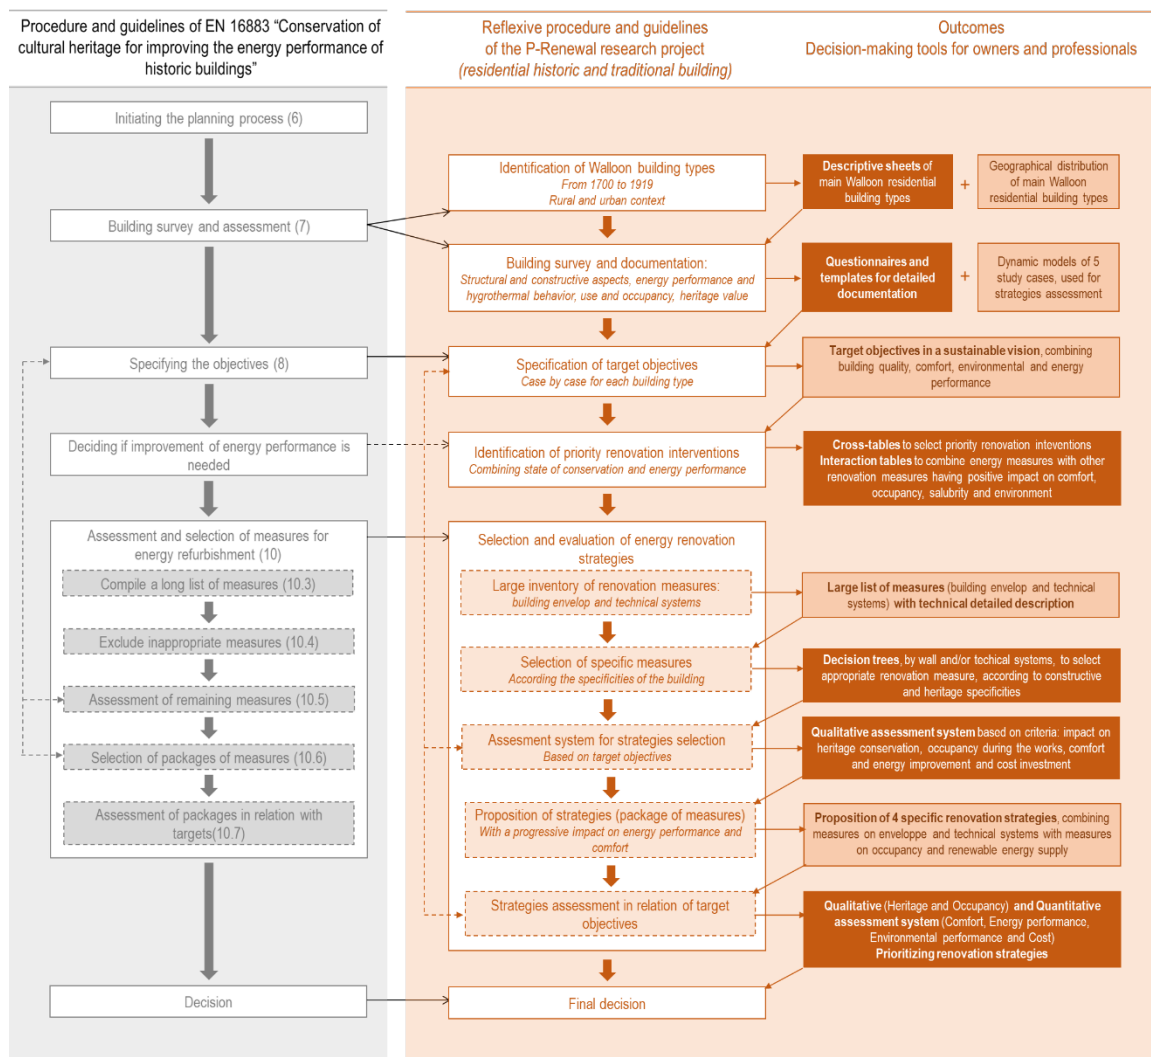 Procedure and guidelines of EN 16883 “Conservation of
cultural heritage for improving the energy performance of
historic buildings”
Initiating the planning process (6)
Building survey and assessment (7)
Specifying the objectives (8)
Deciding if improvement of energy performance is
needed
Assessment and selection of measures for
energy refurbishment (10)
Compile a long list of measures (10.3)
Exclude inappropriate measures (10.4)
Assessment of remaining measures (10.5)
Selection of packages of measures (10.6)
Assessment of packages in relation with
targets(10.7)
Decision
Reflexive procedure and guidelines
of the P-Renewal research project
(residential historic and traditional building)
Identification of Walloon building types
From 1700 to 1919
Rural and urban context
Building survey and documentation:
Structural and constructive aspects, energy performance and
hygrothermal behavior, use and occupancy, heritage value
Specification of target objectives
Case by case for each building type
Identification of priority renovation interventions
Combining state of conservation and energy performance
Selection and evaluation of energy renovation
strategies
Large inventory of renovation measures:
building envelop and technical systems
Selection of specific measures
According the specificities of the building
Assesment system for strategies selection
Based on target objectives
Proposition of strategies (package of measures)
With a progressive impact on energy performance and
comfort
Strategies assessment in relation of target
objectives
Final decision
Outcomes
Decision-making tools for owners and professionals
Descriptive sheets of
main Walloon residential
building types
+
Geographical distribution
of main Walloon
residential building types
Questionnaires and
templates for detailed
documentation
+
Dynamic models of 5
study cases, used for
strategies assessment
Target objectives in a sustainable vision, combining
building quality, comfort, environmental and energy
performance
Cross-tables to select priority renovation interventions
Interaction tables to combine energy measures with other
renovation measures having positive impact on comfort,
occupancy, salubrity and environment
Large list of measures (building envelop and technical
systems) with technical detailed description
Decision trees, by wall and/or techical systems, to select
appropriate renovation measure, according to constructive
and heritage specificities
Qualitative assessment system based on criteria: impact on
heritage conservation, occupancy during the works, comfort
and energy improvement and cost investment
Proposition of 4 specific renovation strategies, combining
measures on enveloppe and technical systems with measures
on occupancy and renewable energy supply
Qualitative (Heritage and Occupancy) and Quantitative
assessment system (Comfort, Energy performance,
Environmental performance and Cost)
Prioritizing renovation strategies